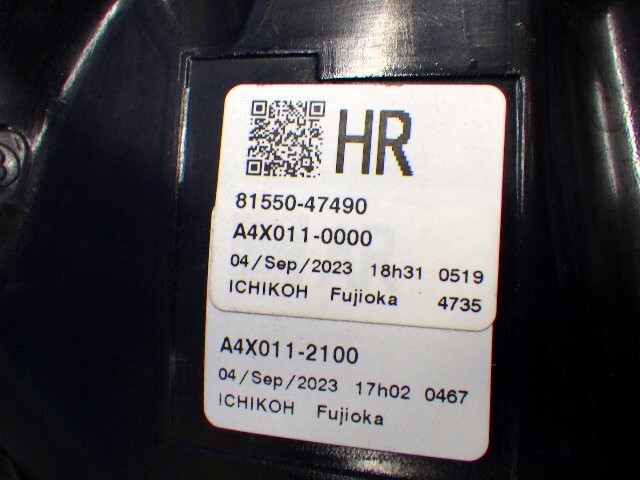 HR
81550-47490
A4X011-0000
04/Sep/2023 18h31 0519
ICHIKOH Fujioka 4735
A4X011-2100
04/Sep/2023 17h02 0467
ICHIKOH Fujioka